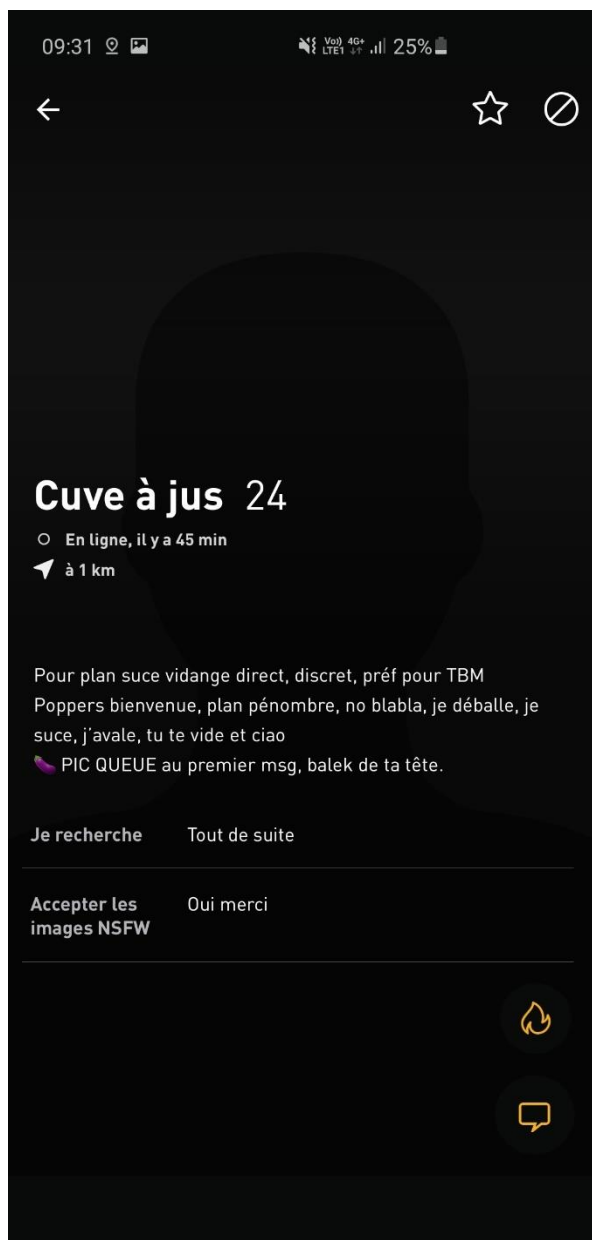 09:31 Vo)) LTE1 4G+ 25%
Cuve à jus 24
En ligne, il y a 45 min
à 1 km
Pour plan suce vidange direct, discret, préf pour TBM
Poppers bienvenue, plan pénombre, no blabla, je déballe, je
suce, j'avale, tu te vide et ciao
🍆 PIC QUEUE au premier msg, balek de ta tête.
Je recherche Tout de suite
Accepter les Oui merci
images NSFW